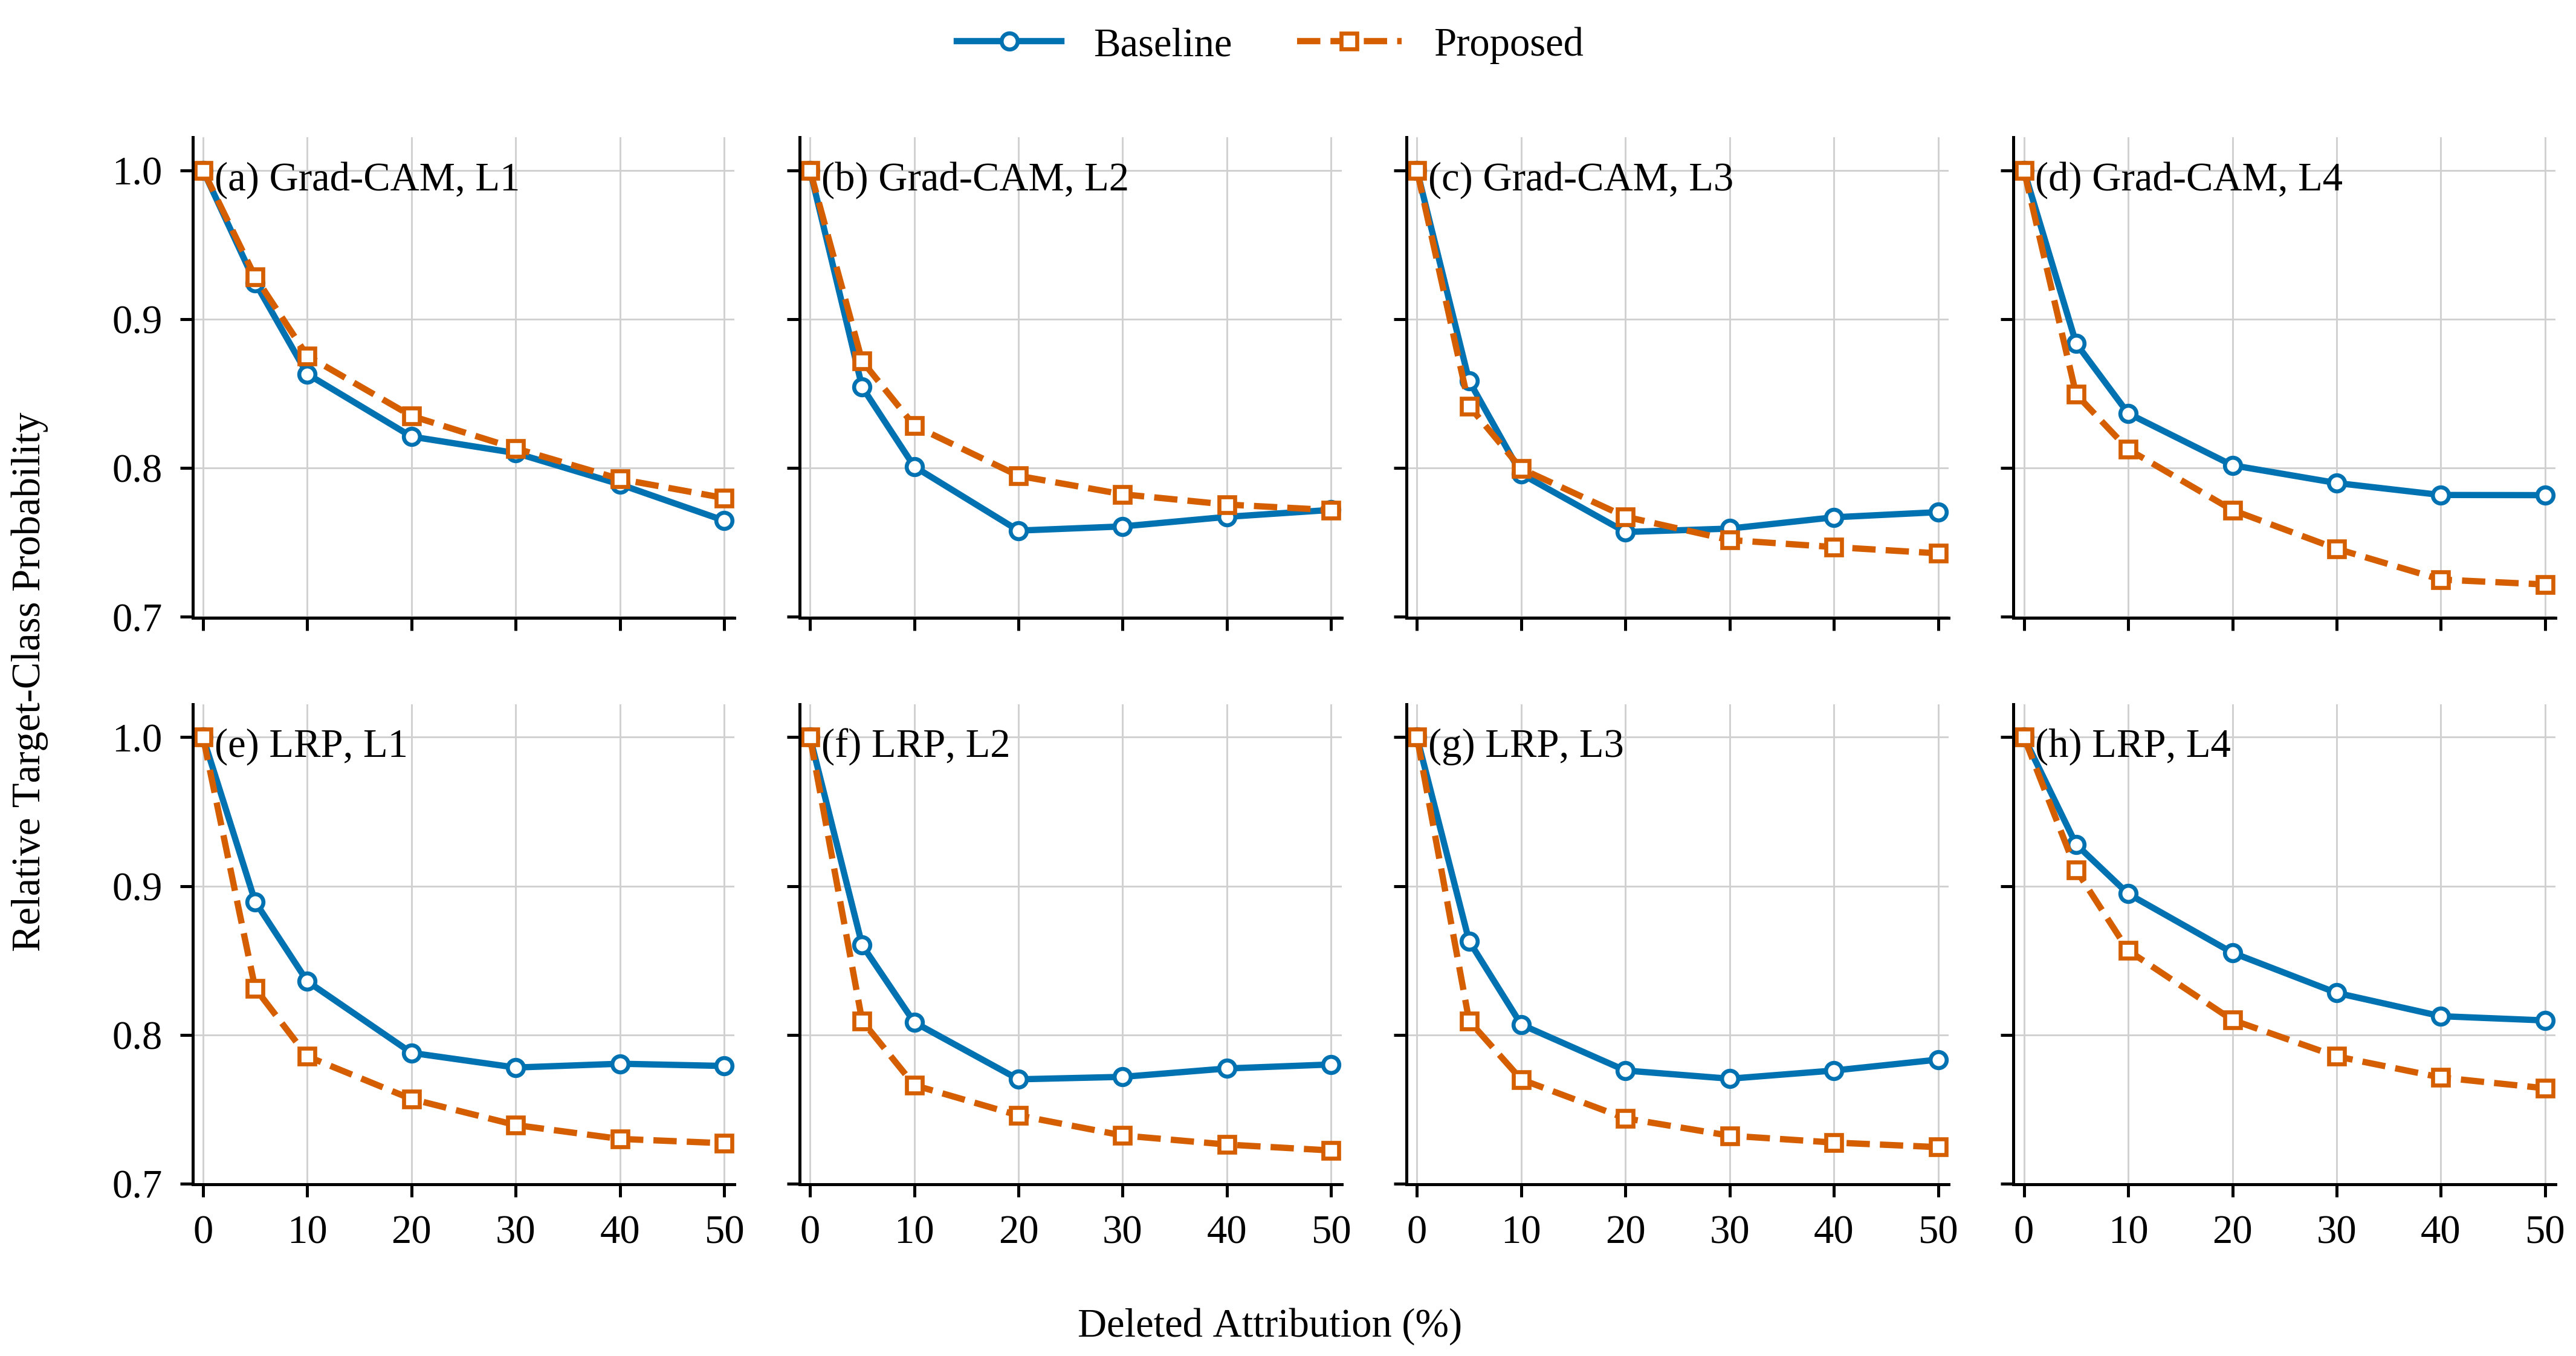 Baseline Proposed
Relative Target-Class Probability
(a) Grad-CAM, L1
(b) Grad-CAM, L2
(c) Grad-CAM, L3
(d) Grad-CAM, L4
1.0
0.9
0.8
0.7
(e) LRP, L1
(f) LRP, L2
(g) LRP, L3
(h) LRP, L4
1.0
0.9
0.8
0.7
0 10 20 30 40 50
0 10 20 30 40 50
0 10 20 30 40 50
0 10 20 30 40 50
Deleted Attribution (%)